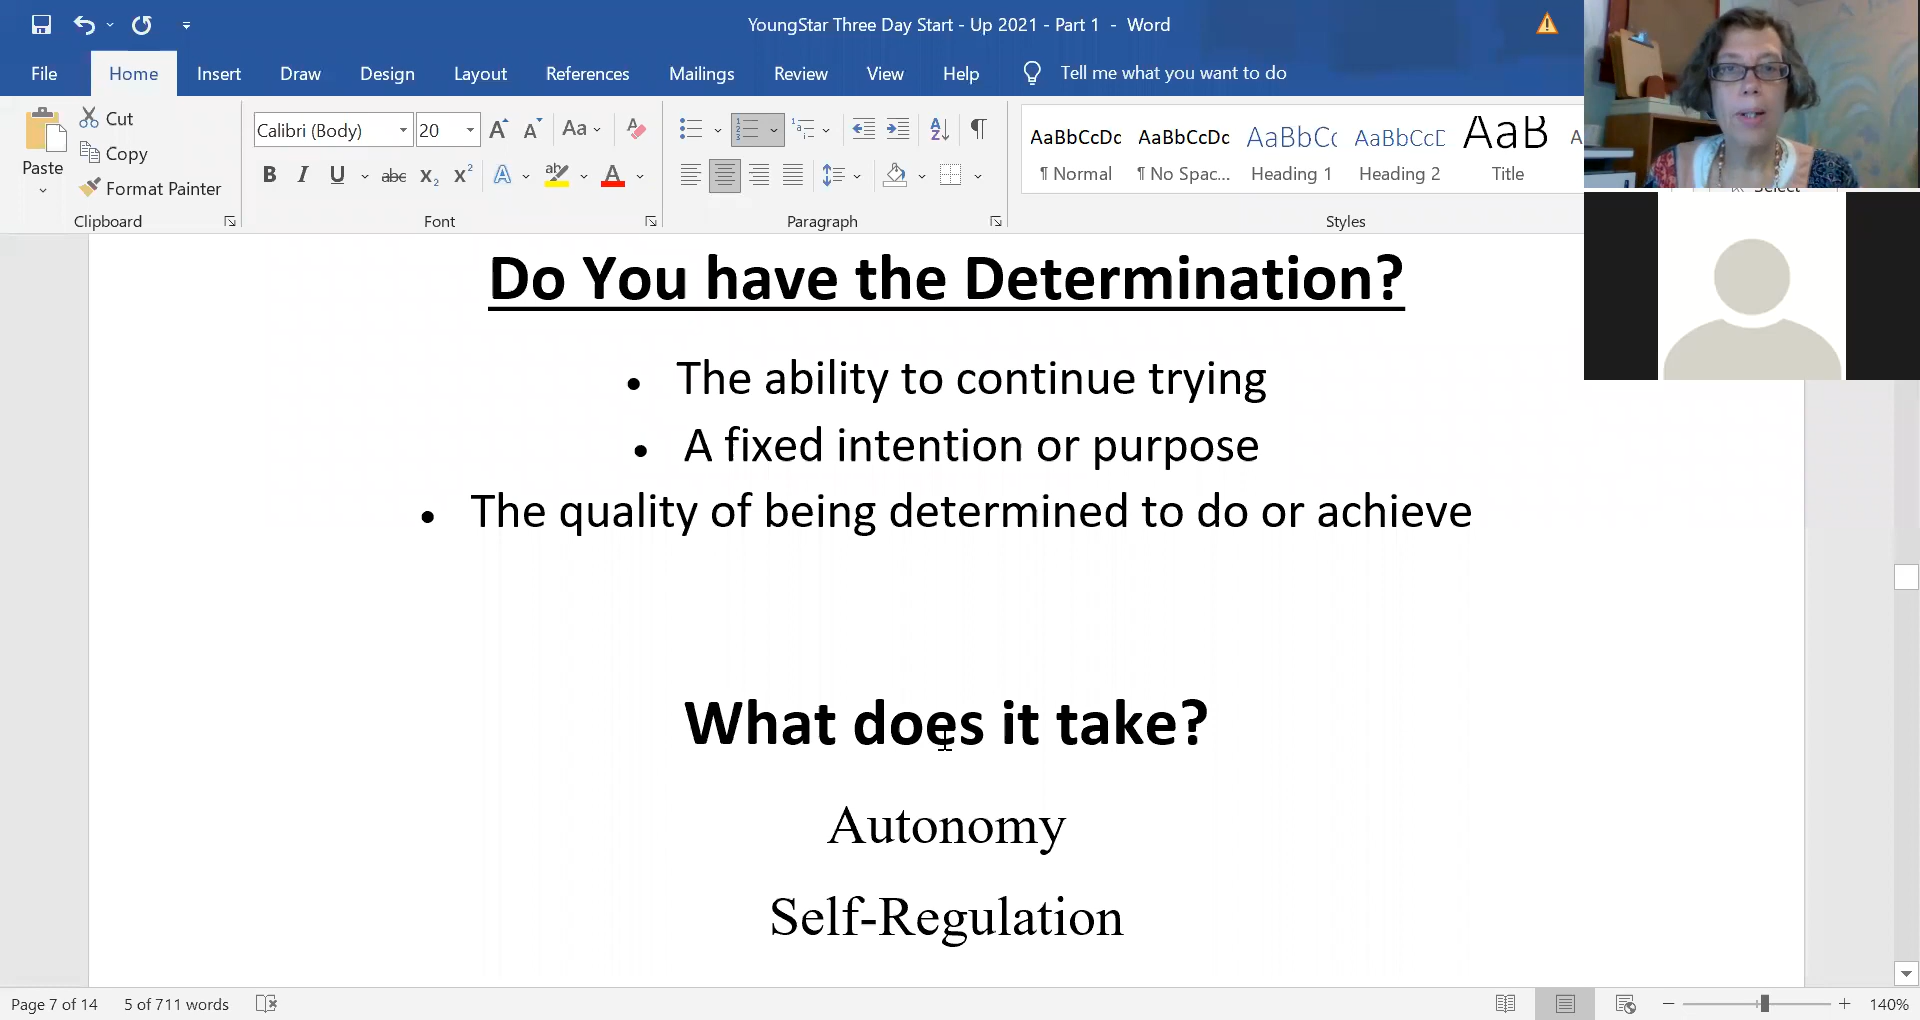 YoungStar Three Day Start - Up 2021 - Part 1 - Word
File Home Insert Draw Design Layout References Mailings Review View Help Tell me what you want to do
Paste
Cut
Copy
Format Painter
Clipboard
Calibri (Body) 20
Aa
B I U abc X₂ X²
Font
Paragraph
AaBbCcDc AaBbCcDc AaBbCc AaBbCcD AaB
¶ Normal ¶ No Spac... Heading 1 Heading 2 Title
Styles
Select
Do You have the Determination?
• The ability to continue trying
• A fixed intention or purpose
• The quality of being determined to do or achieve
What does it take?
Autonomy
Self-Regulation
Page 7 of 14 5 of 711 words 140%